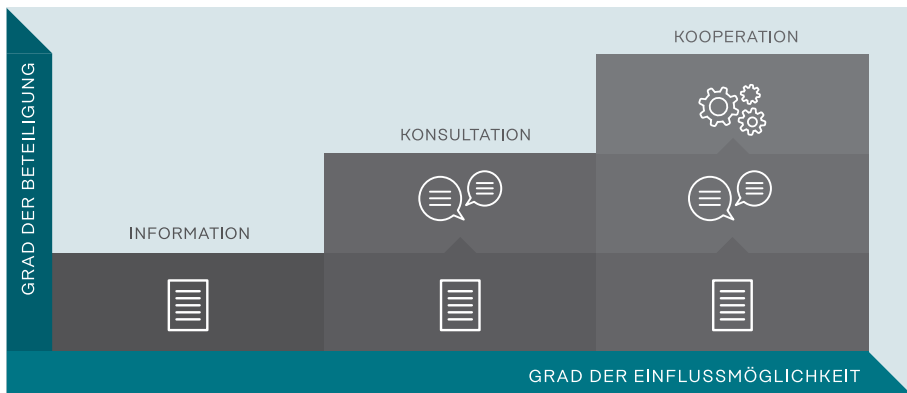 KOOPERATION
KONSULTATION
INFORMATION
GRAD DER BETEILIGUNG
GRAD DER EINFLUSSMÖGLICHKEIT